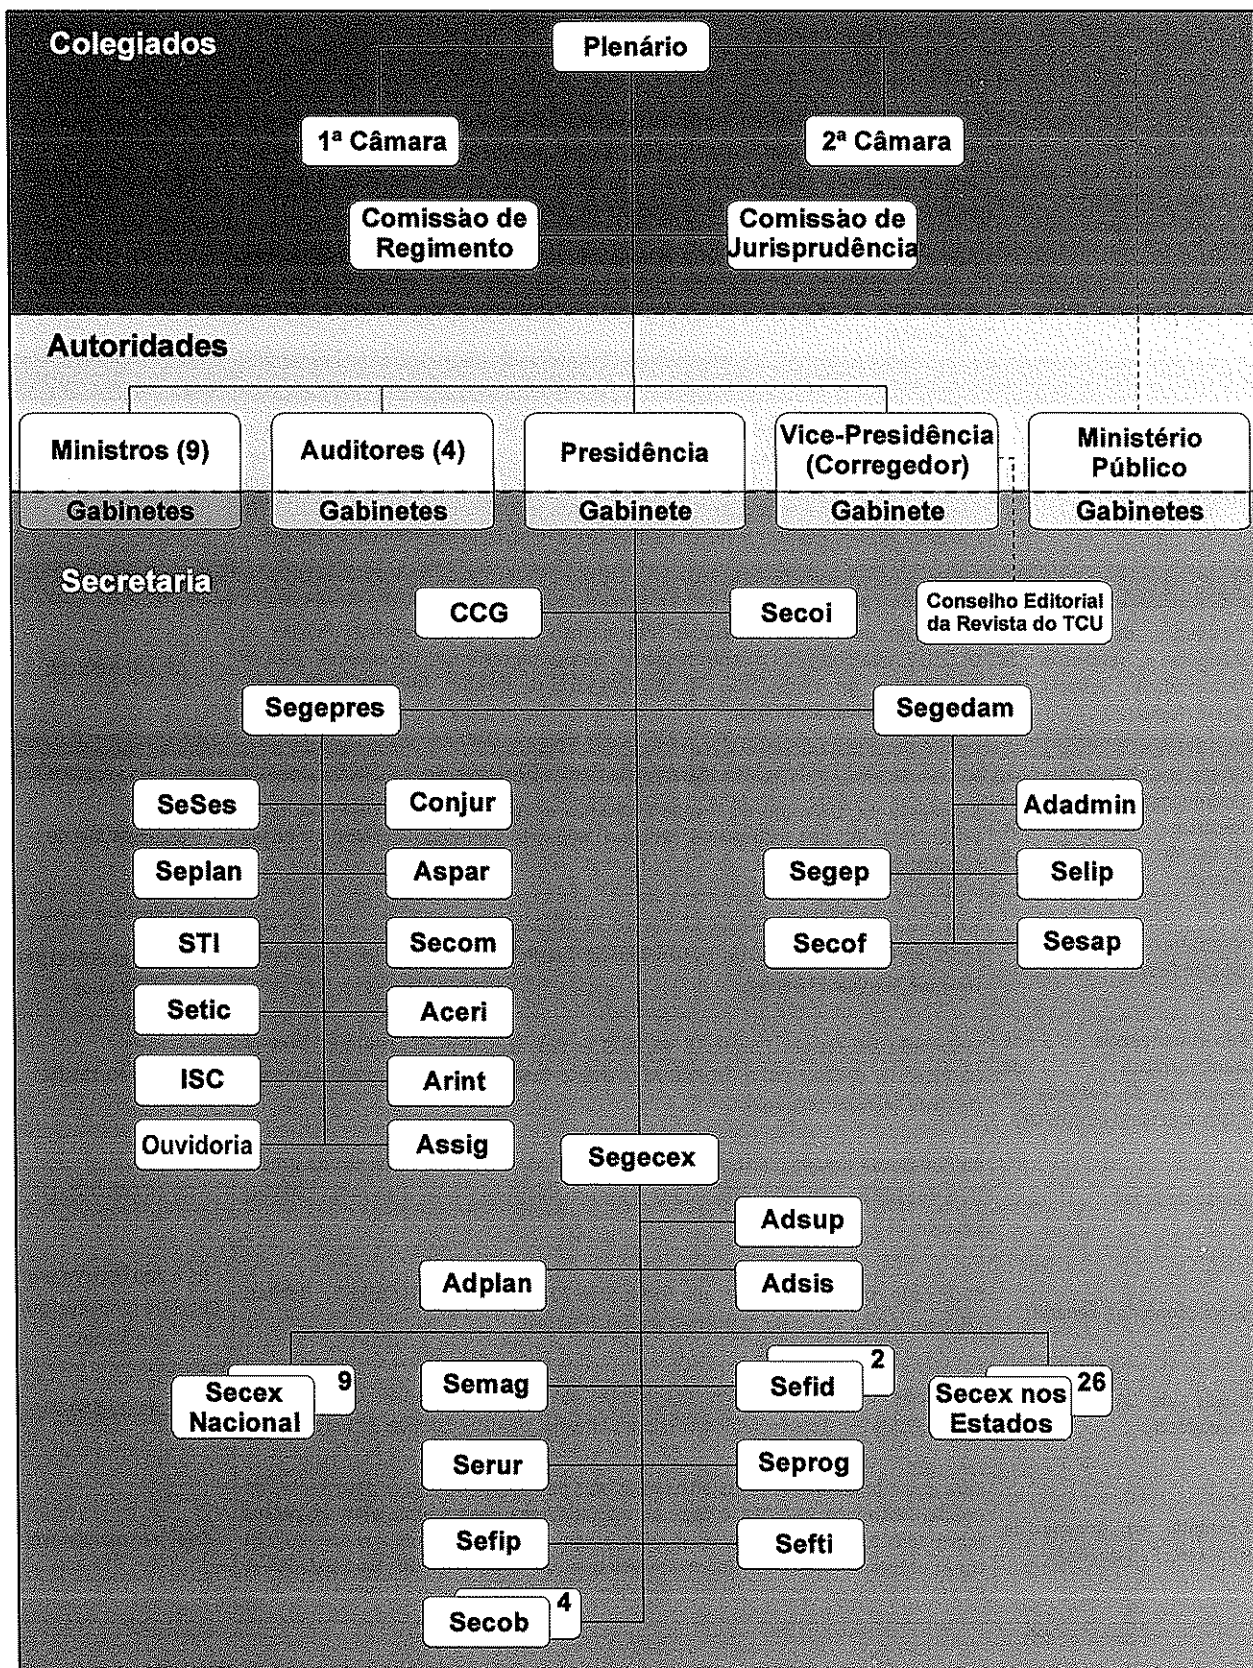 Colegiados
Plenário
1ª Câmara
2ª Câmara
Comissão de
Regimento
Comissão de
Jurisprudência
Autoridades
Ministros (9)
Gabinetes
Auditores (4)
Gabinetes
Presidência
Gabinete
Vice-Presidência
(Corregedor)
Gabinete
Ministério
Público
Gabinetes
Secretaria
CCG
Secoi
Conselho Editorial
da Revista do TCU
Segepres
Segedam
SeSes
Conjur
Adadmin
Seplan
Aspar
Segep
Selip
STI
Secom
Secof
Sesap
Setic
Aceri
ISC
Arint
Ouvidoria
Assig
Segecex
Adsup
Adplan
Adsis
Secex
Nacional
9
Semag
Sefid
2
Secex nos
Estados
26
Serur
Seprog
Sefip
Sefti
Secob
4